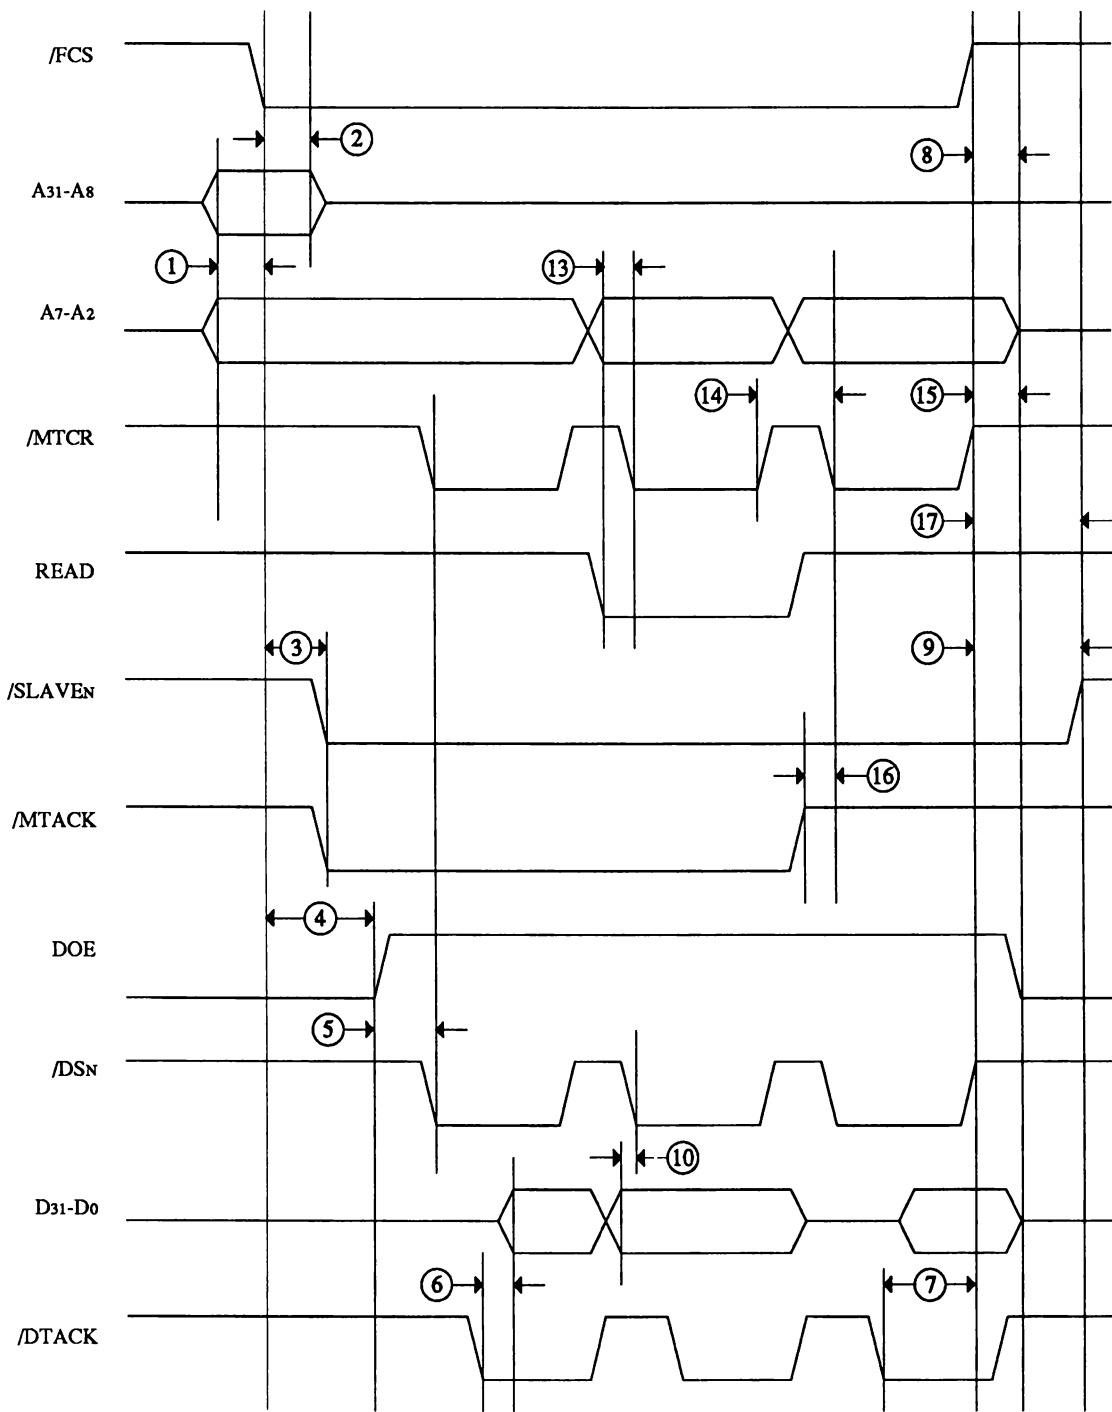 /FCS
2
8
A31-A8
1
13
A7-A2
14
15
/MTCR
17
READ
3
9
/SLAVEN
16
/MTACK
4
DOE
5
/DSN
10
D31-D0
6
7
/DTACK